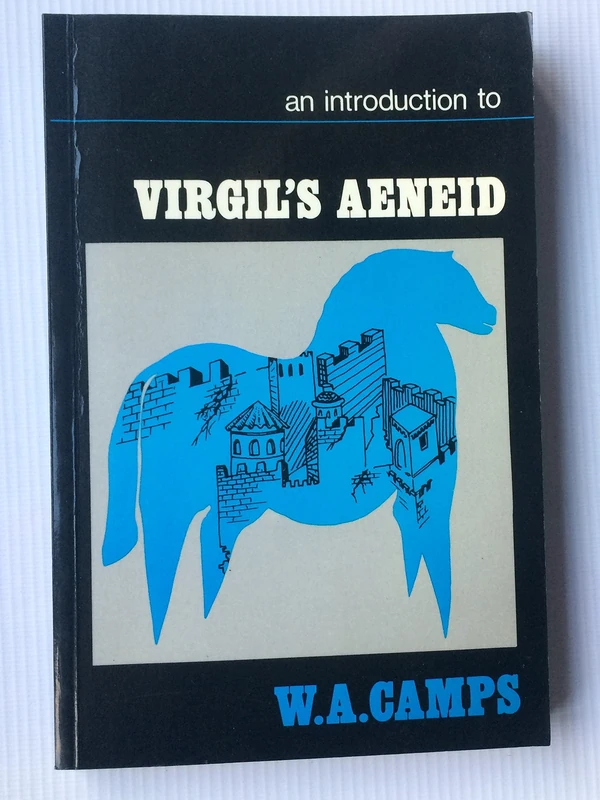 an introduction to
VIRGIL'S AENEID
W.A.CAMPS